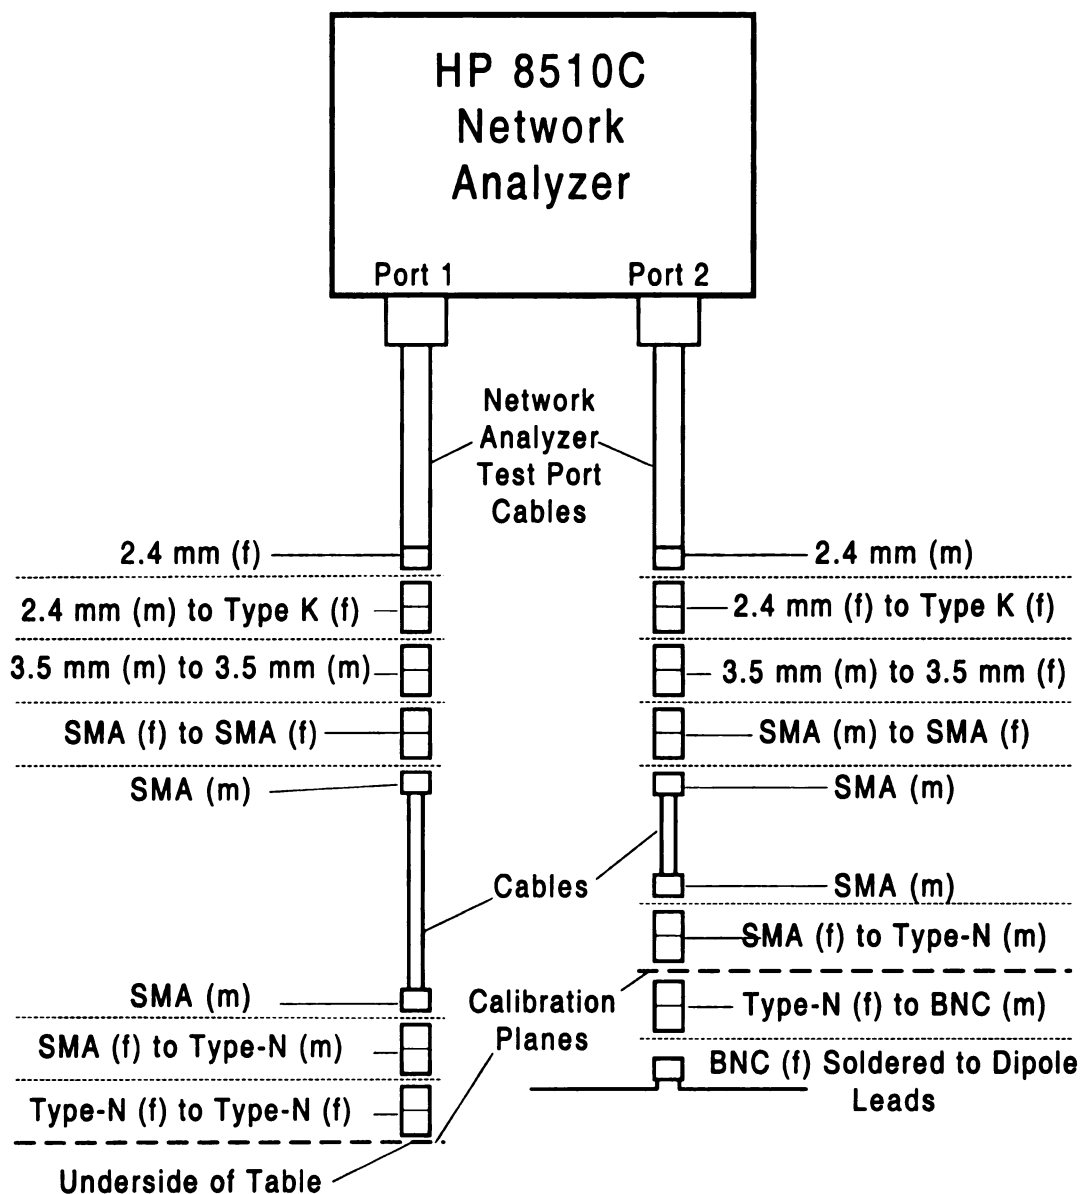 HP 8510C
Network
Analyzer
Port 1
Port 2
Network
Analyzer
Test Port
Cables
2.4 mm (f)
2.4 mm (m)
2.4 mm (m) to Type K (f)
2.4 mm (f) to Type K (f)
3.5 mm (m) to 3.5 mm (m)
3.5 mm (m) to 3.5 mm (f)
SMA (f) to SMA (f)
SMA (m) to SMA (f)
SMA (m)
SMA (m)
Cables
SMA (m)
SMA (f) to Type-N (m)
SMA (m)
Calibration
Planes
Type-N (f) to BNC (m)
SMA (f) to Type-N (m)
BNC (f) Soldered to Dipole
Leads
Type-N (f) to Type-N (f)
Underside of Table